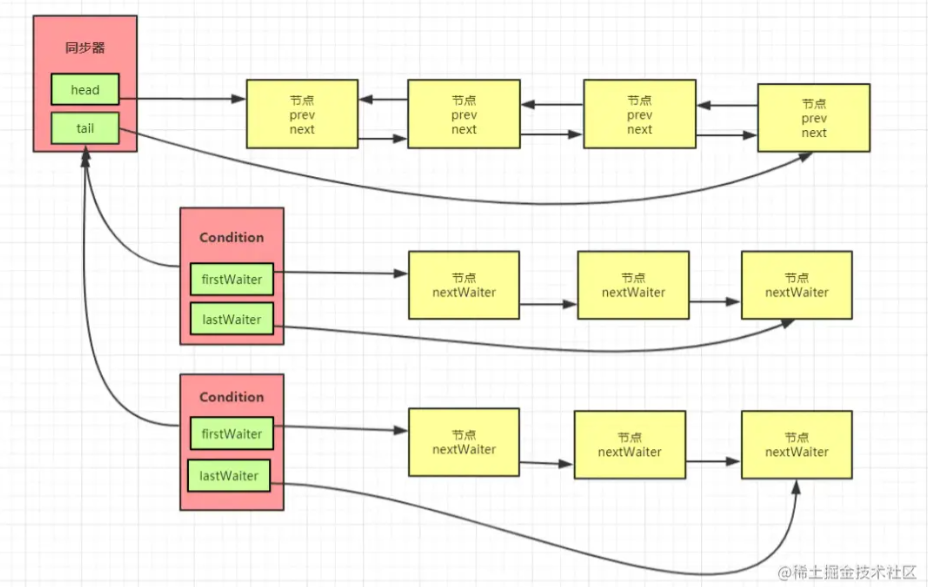 同步器
head
tail
节点
prev
next
节点
prev
next
节点
prev
next
节点
prev
next
Condition
firstWaiter
lastWaiter
节点
nextWaiter
节点
nextWaiter
节点
nextWaiter
Condition
firstWaiter
lastWaiter
节点
nextWaiter
节点
nextWaiter
节点
nextWaiter
@稀土掘金技术社区